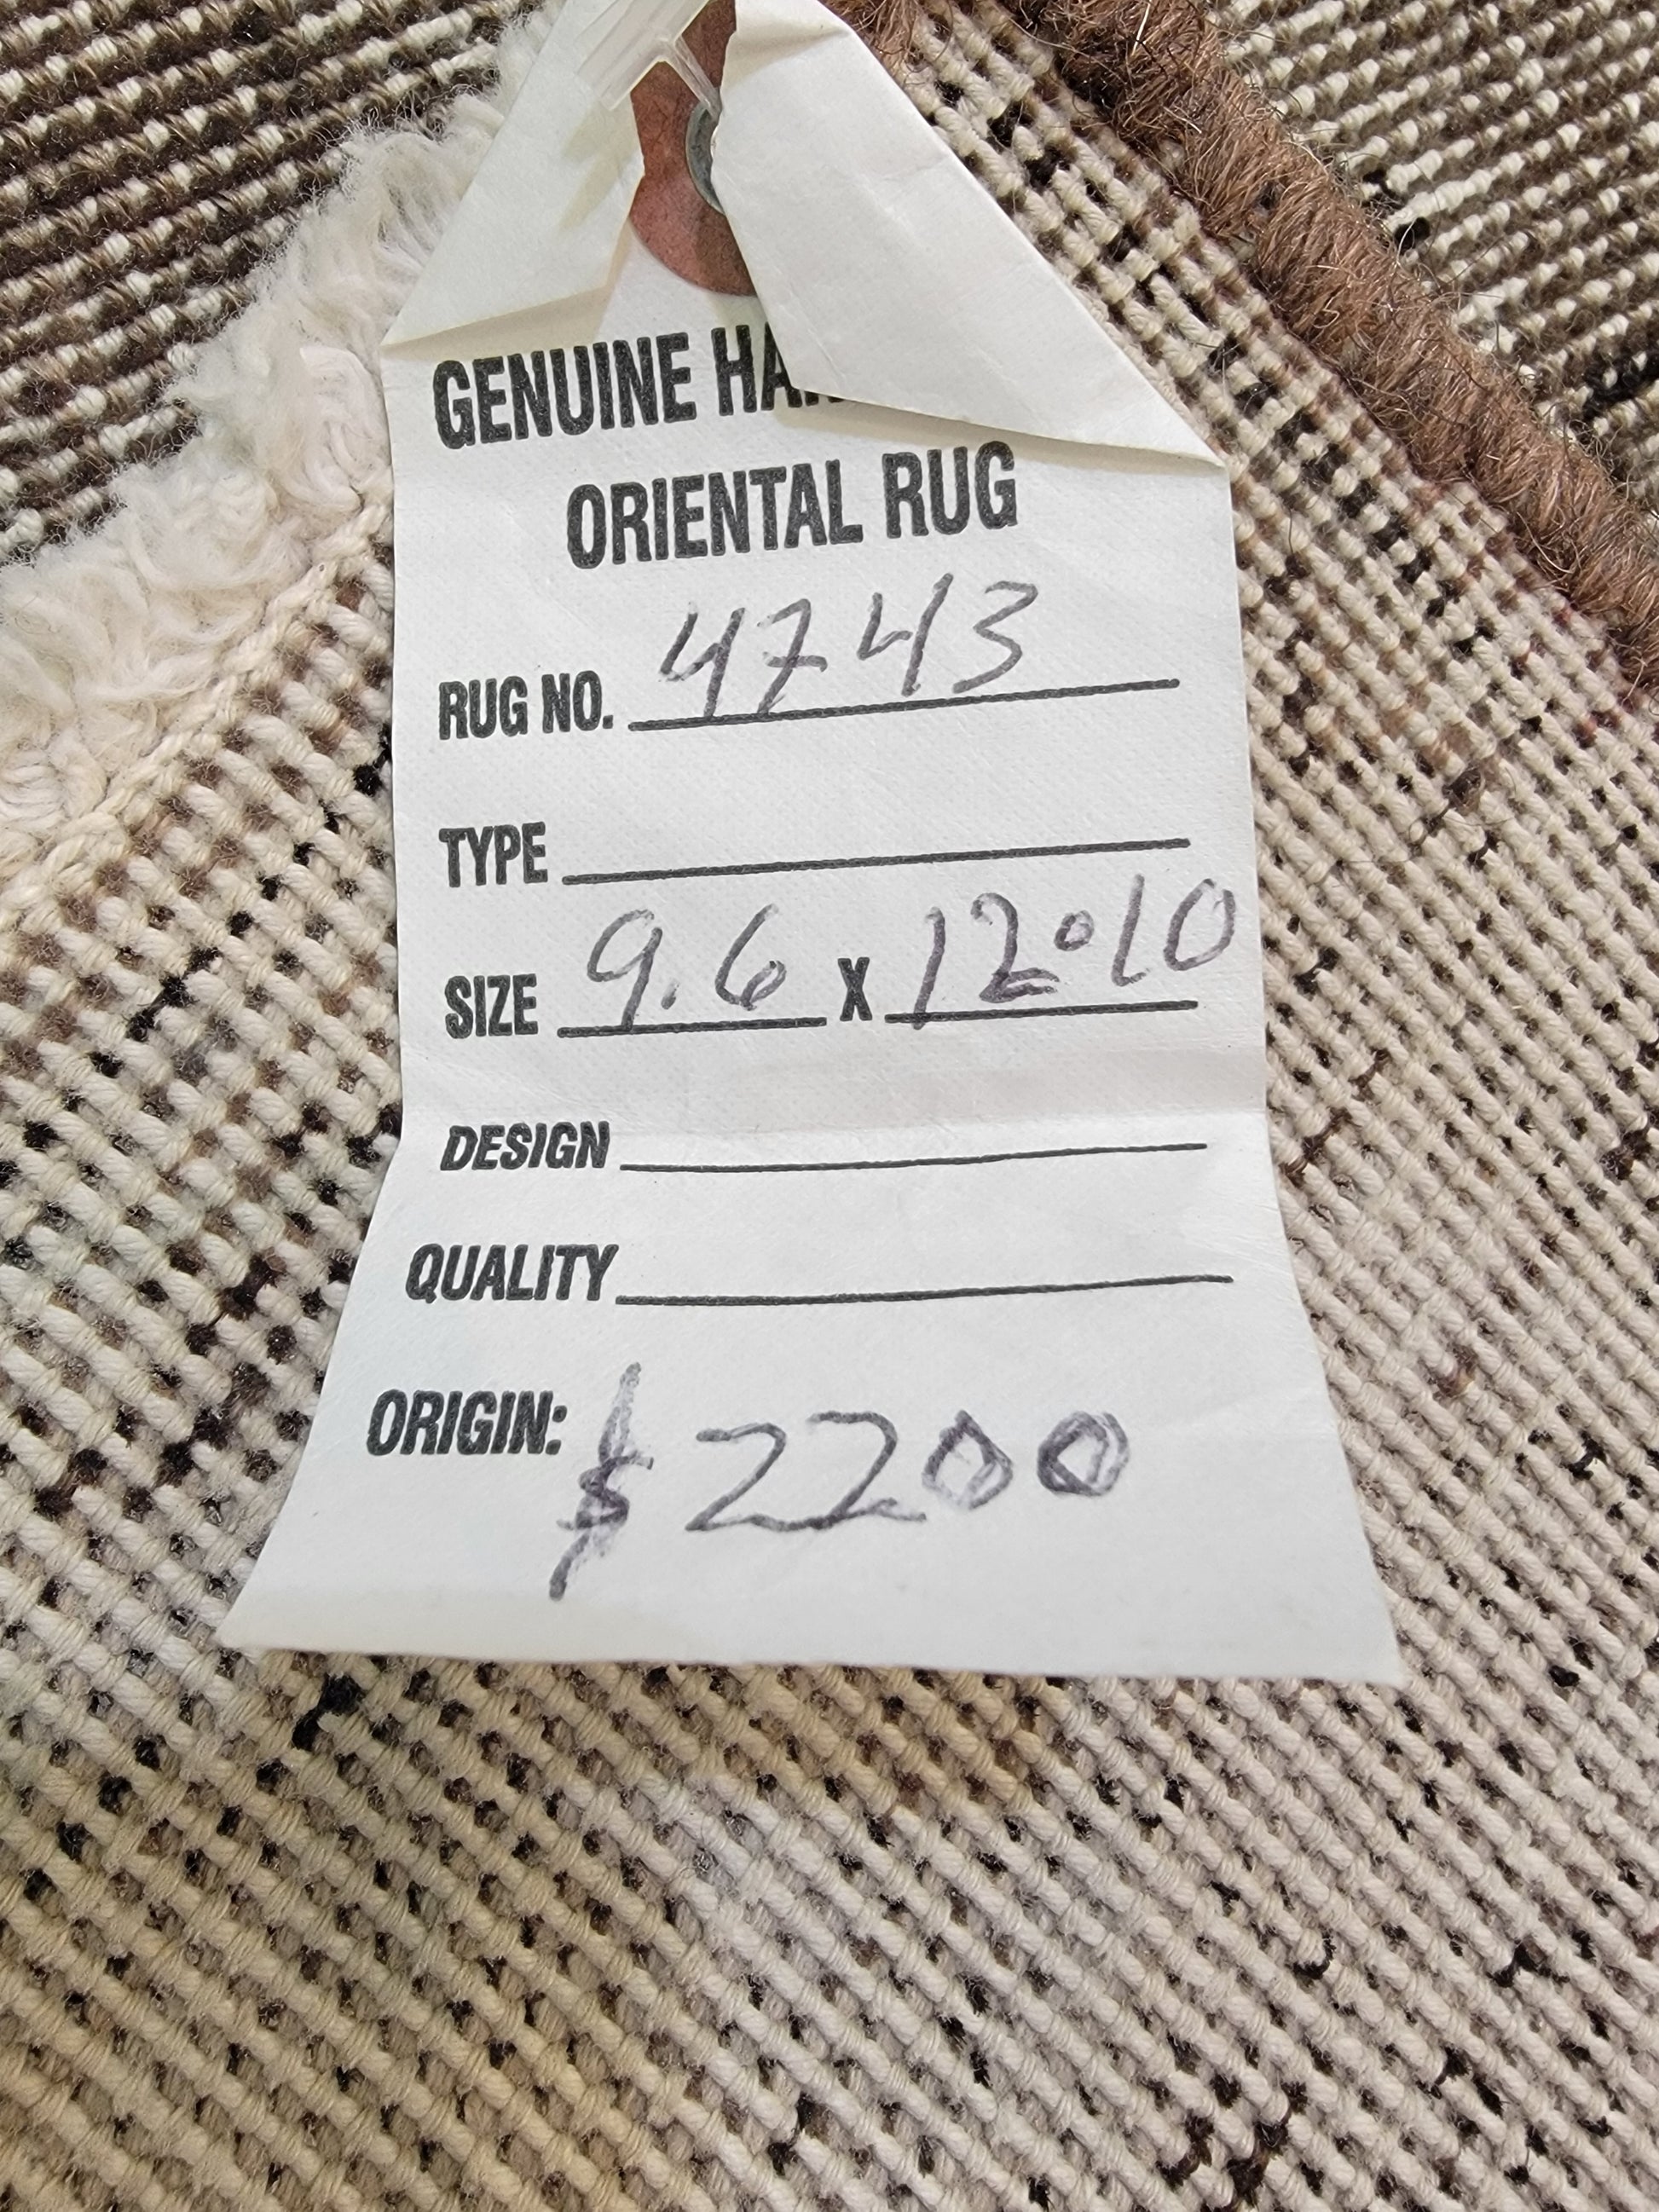 GENUINE HA
ORIENTAL RUG
RUG NO. 4743
TYPE
SIZE 9.6 X 12.10
DESIGN
QUALITY
ORIGIN: $2200